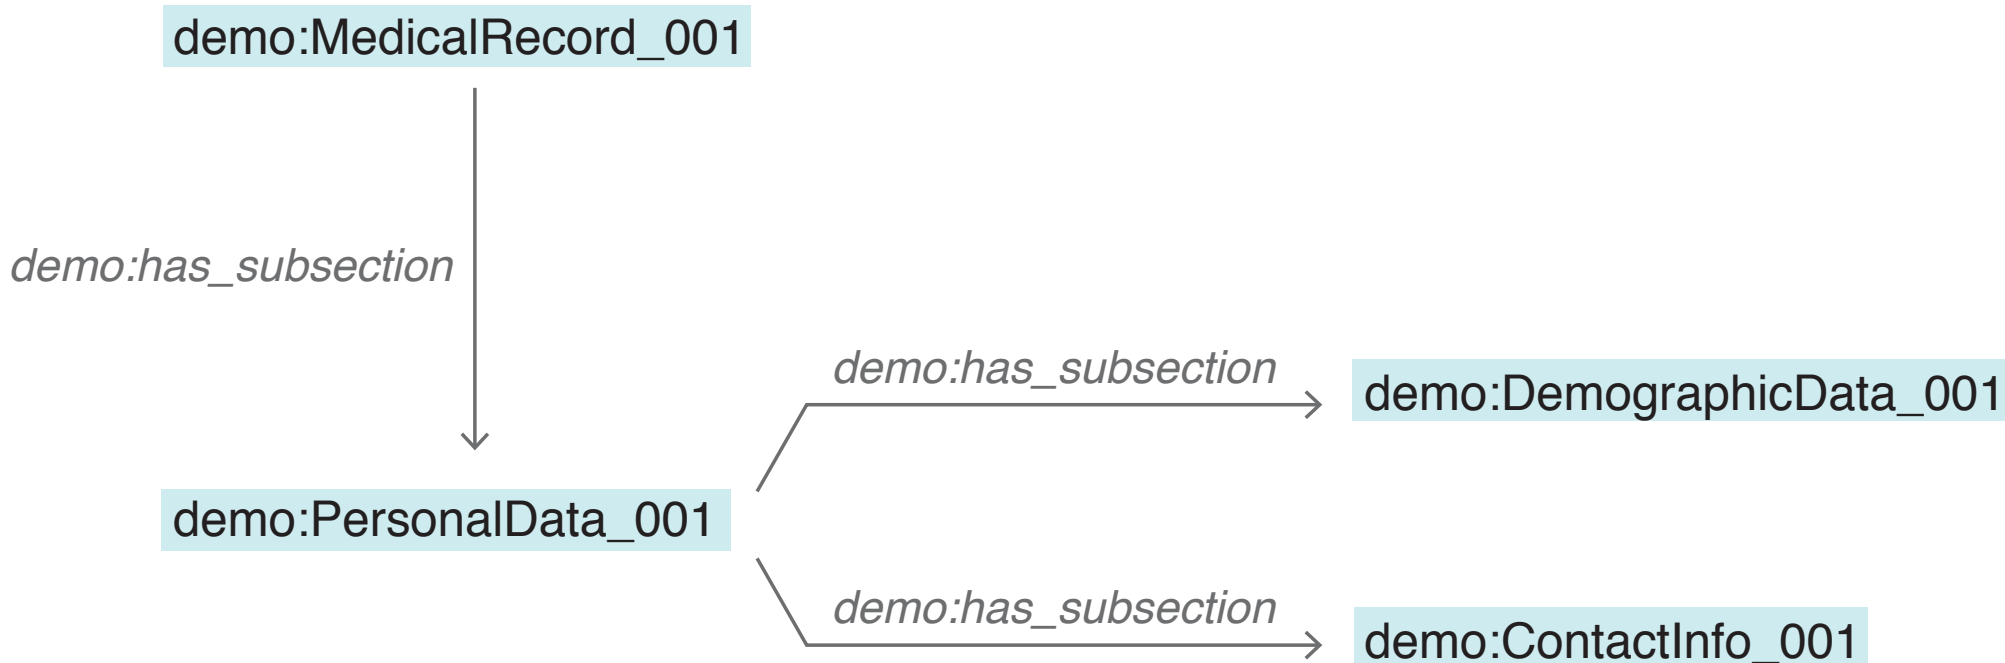 demo:MedicalRecord_001
demo:has_subsection
demo:has_subsection
demo:DemographicData_001
demo:PersonalData_001
demo:has_subsection
demo:ContactInfo_001